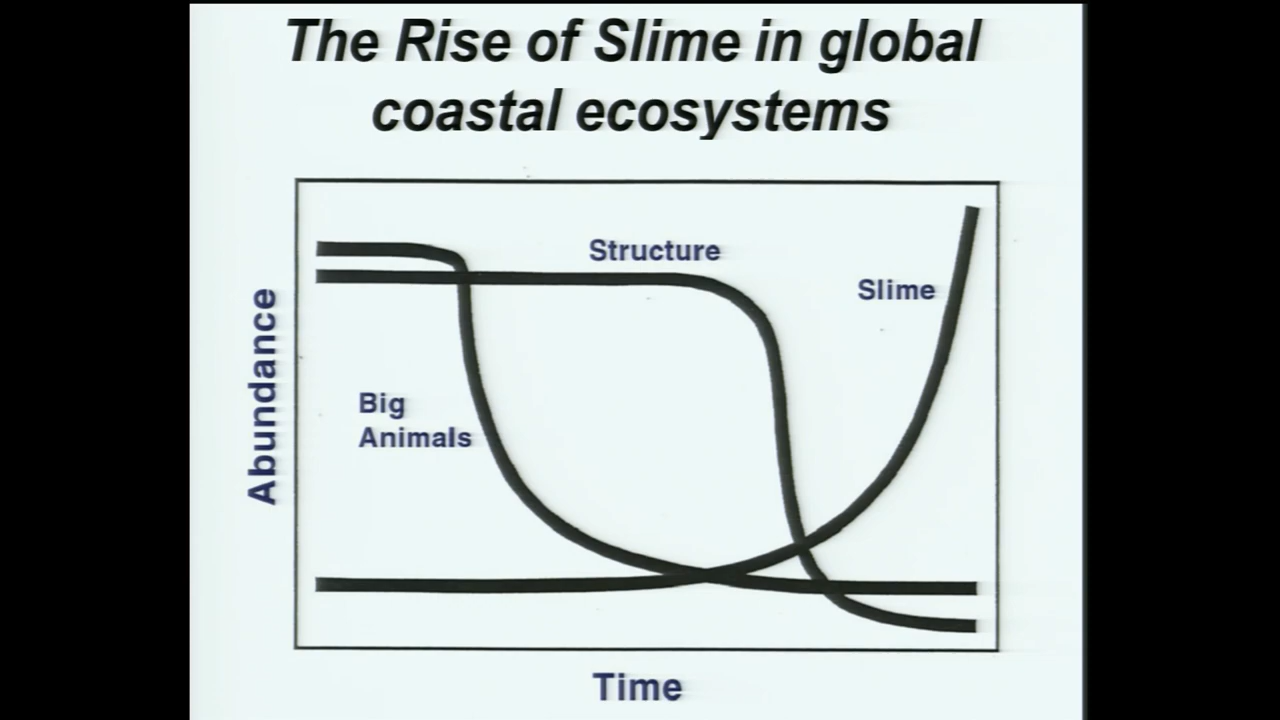 The Rise of Slime in global
coastal ecosystems
Structure
Slime
Big
Animals
Abundance
Time